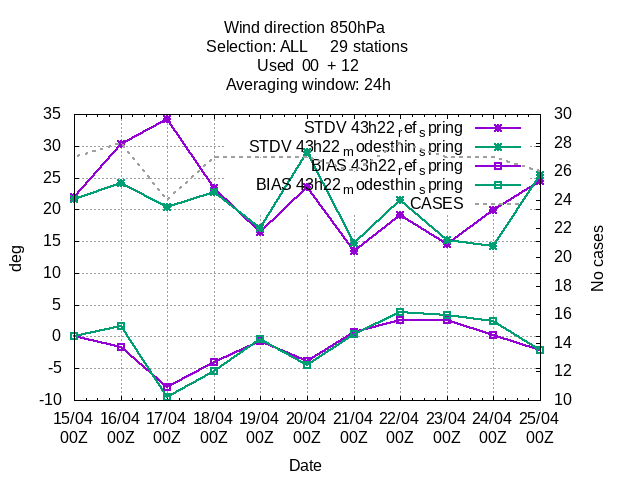 Wind direction 850hPa
Selection: ALL 29 stations
Used 00 + 12
Averaging window: 24h
STDV 43h22_ref_spring
STDV 43h22_modesthin_spring
BIAS 43h22_ref_spring
BIAS 43h22_modesthin_spring
CASES
deg
35
30
25
20
15
10
5
0
-5
-10
No cases
30
28
26
24
22
20
18
16
14
12
10
15/04 16/04 17/04 18/04 19/04 20/04 21/04 22/04 23/04 24/04 25/04
00Z 00Z 00Z 00Z 00Z 00Z 00Z 00Z 00Z 00Z 00Z
Date